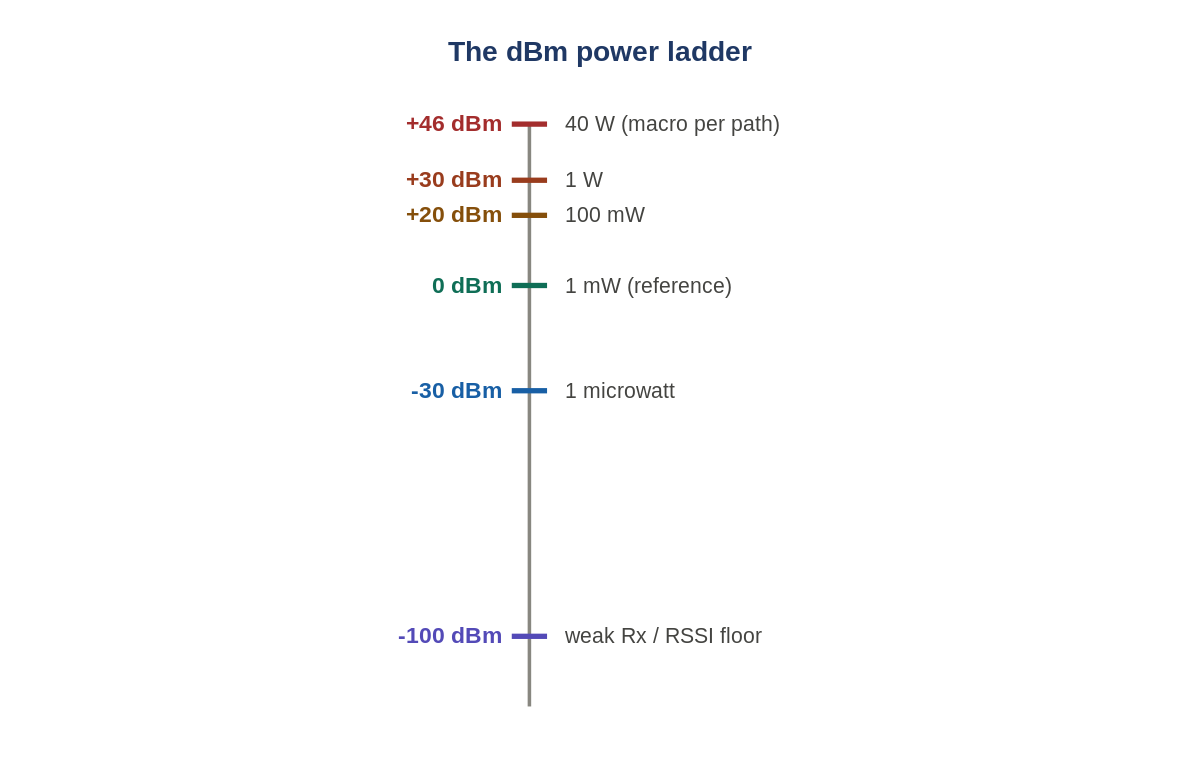 The dBm power ladder
+46 dBm 40 W (macro per path)
+30 dBm 1 W
+20 dBm 100 mW
0 dBm 1 mW (reference)
-30 dBm 1 microwatt
-100 dBm weak Rx / RSSI floor